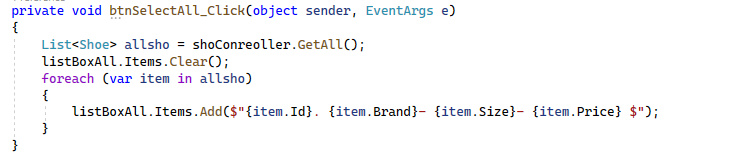 private void btnSelectAll_Click(object sender, EventArgs e)
{
List<Shoe> allsho = shoConreoller.GetAll();
listBoxAll.Items.Clear();
foreach (var item in allsho)
{
listBoxAll.Items.Add($"{item.Id}. {item.Brand}- {item.Size}- {item.Price} $");
}
}